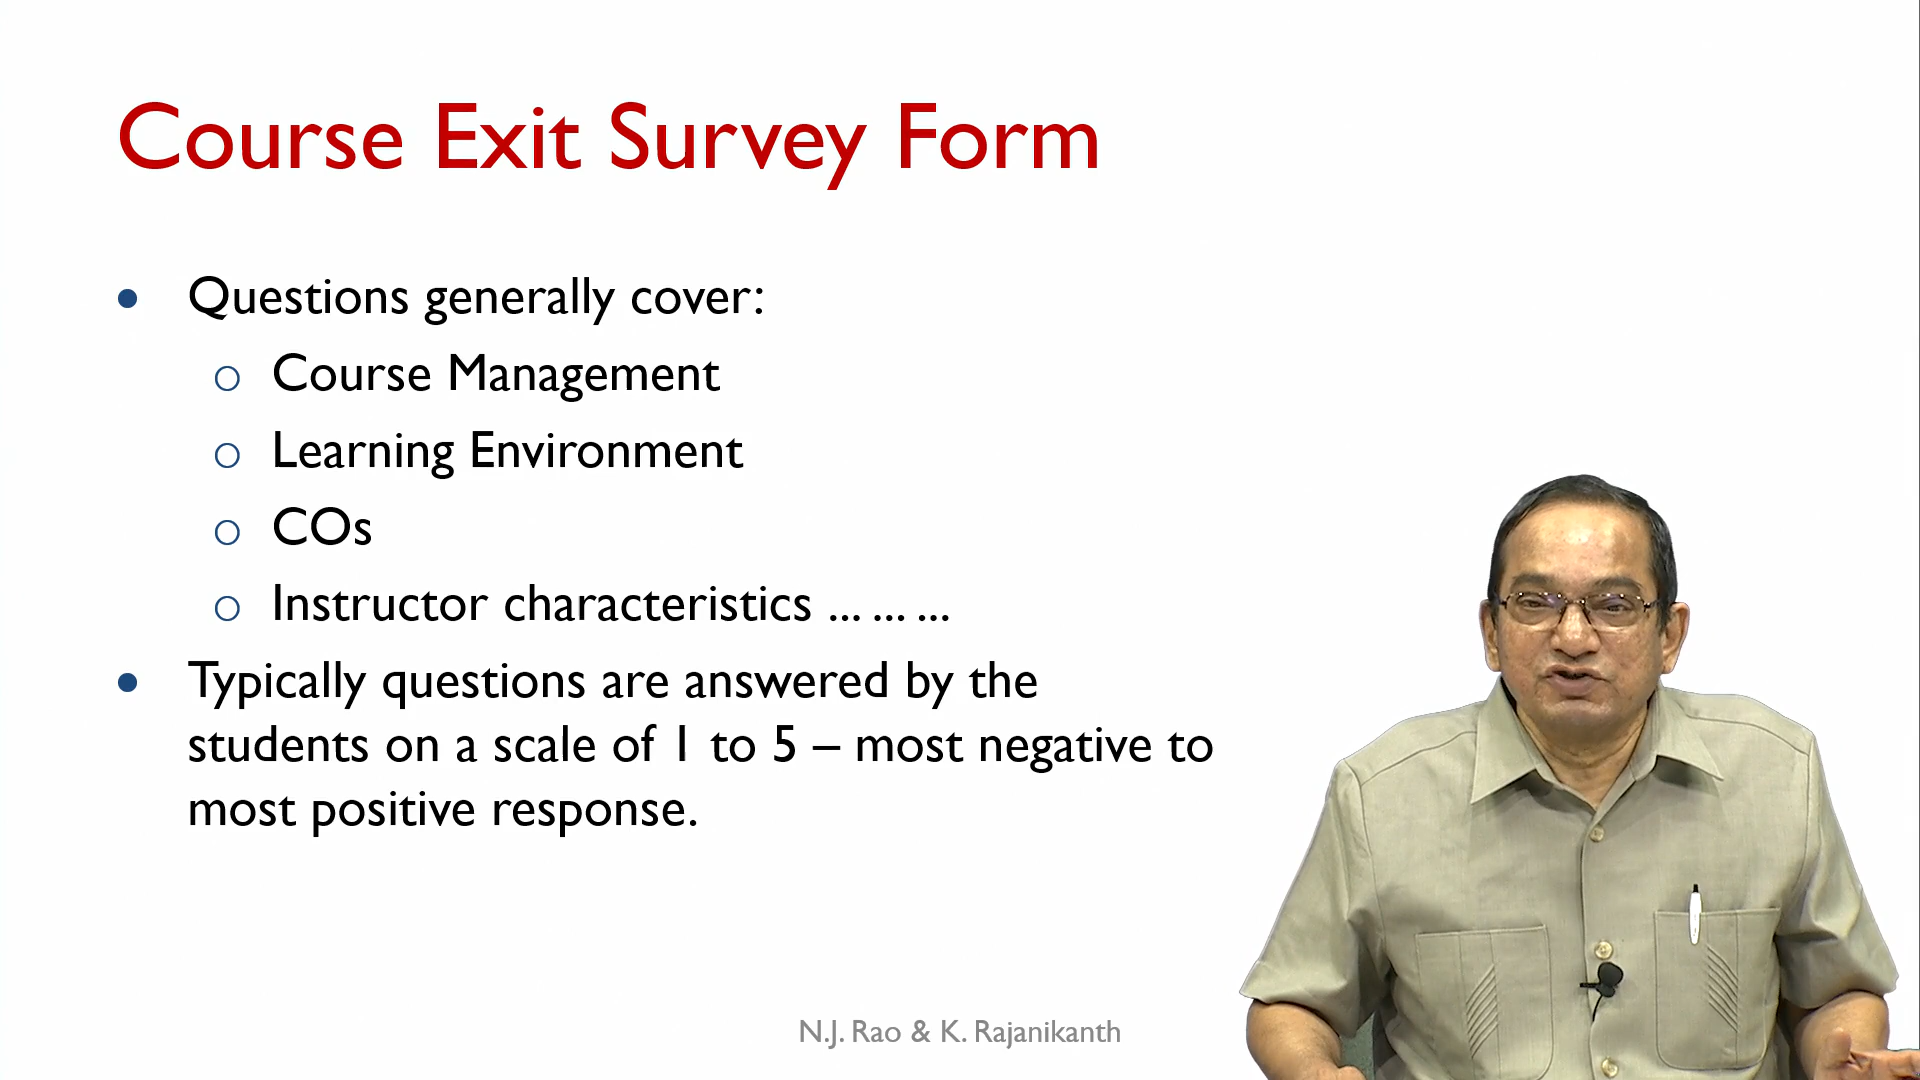 Course Exit Survey Form
• Questions generally cover:
o Course Management
o Learning Environment
o COs
o Instructor characteristics ... ... ...
• Typically questions are answered by the
students on a scale of 1 to 5 – most negative to
most positive response.
N.J. Rao & K. Rajanikanth